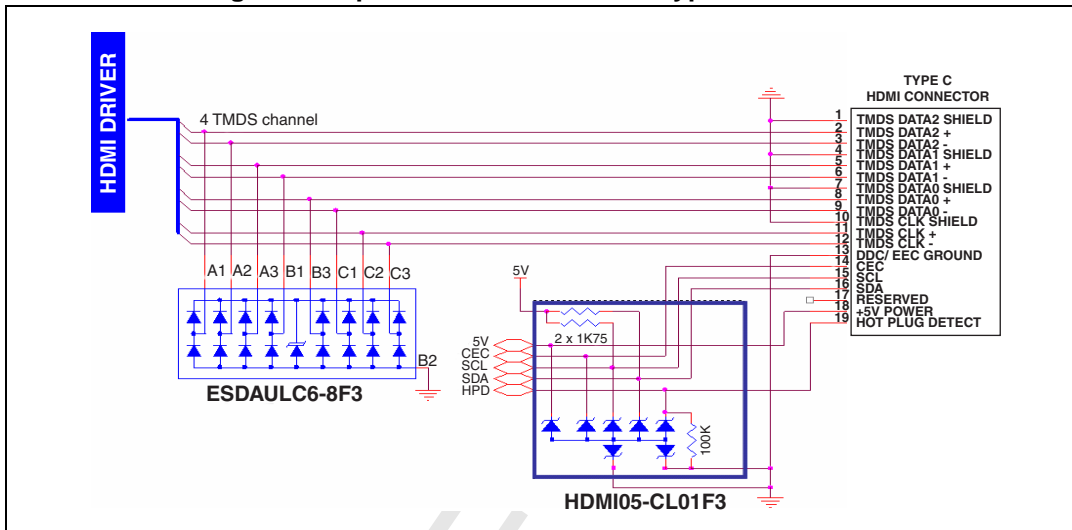 HDMI DRIVER
4 TMDS channel
A1 A2 A3 B1 B3 C1 C2 C3
B2
ESDAULC6-8F3
5V
2 x 1K75
5V
CEC
SCL
SDA
HPD
100K
HDMI05-CL01F3
TYPE C
HDMI CONNECTOR
1 TMDS DATA2 SHIELD
2 TMDS DATA2 +
3 TMDS DATA2 -
4 TMDS DATA1 SHIELD
5 TMDS DATA1 +
6 TMDS DATA1 -
7 TMDS DATA0 SHIELD
8 TMDS DATA0 +
9 TMDS DATA0 -
10 TMDS CLK SHIELD
11 TMDS CLK +
12 TMDS CLK -
13 DDC/ EEC GROUND
14 CEC
15 SCL
16 SDA
17 RESERVED
18 +5V POWER
19 HOT PLUG DETECT